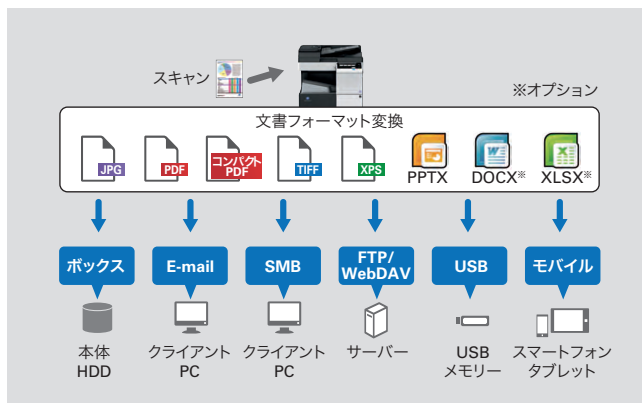 スキャン
※オプション
文書フォーマット変換
JPG
PDF
コンパクト
PDF
TIFF
XPS
PPTX
DOCX※
XLSX※
ボックス
E-mail
SMB
FTP/
WebDAV
USB
モバイル
本体
HDD
クライアント
PC
クライアント
PC
サーバー
USB
メモリー
スマートフォン
タブレット